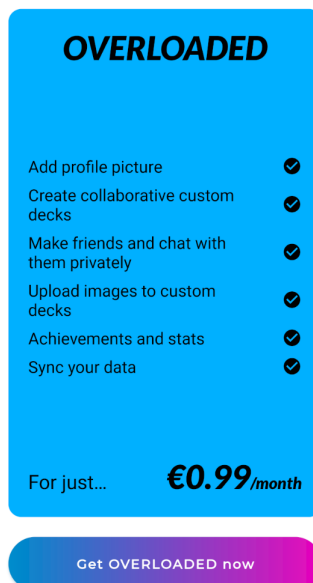 OVERLOADED
Add profile picture
Create collaborative custom
decks
Make friends and chat with
them privately
Upload images to custom
decks
Achievements and stats
Sync your data
For just... €0.99/month
Get OVERLOADED now